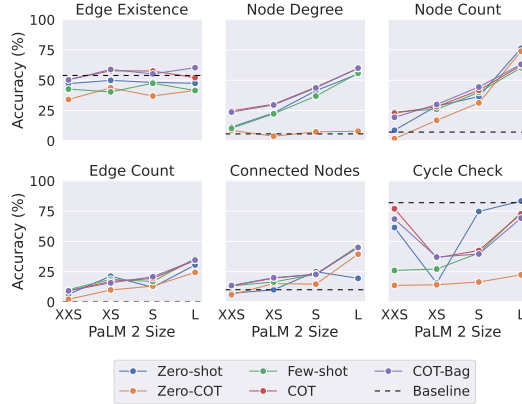 Edge Existence Node Degree Node Count
100
75
50
25
0
Accuracy (%)
Edge Count Connected Nodes Cycle Check
100
75
50
25
0
Accuracy (%)
XXS XS S L XXS XS S L XXS XS S L
PaLM 2 Size PaLM 2 Size PaLM 2 Size
Zero-shot Few-shot COT-Bag
Zero-COT COT Baseline